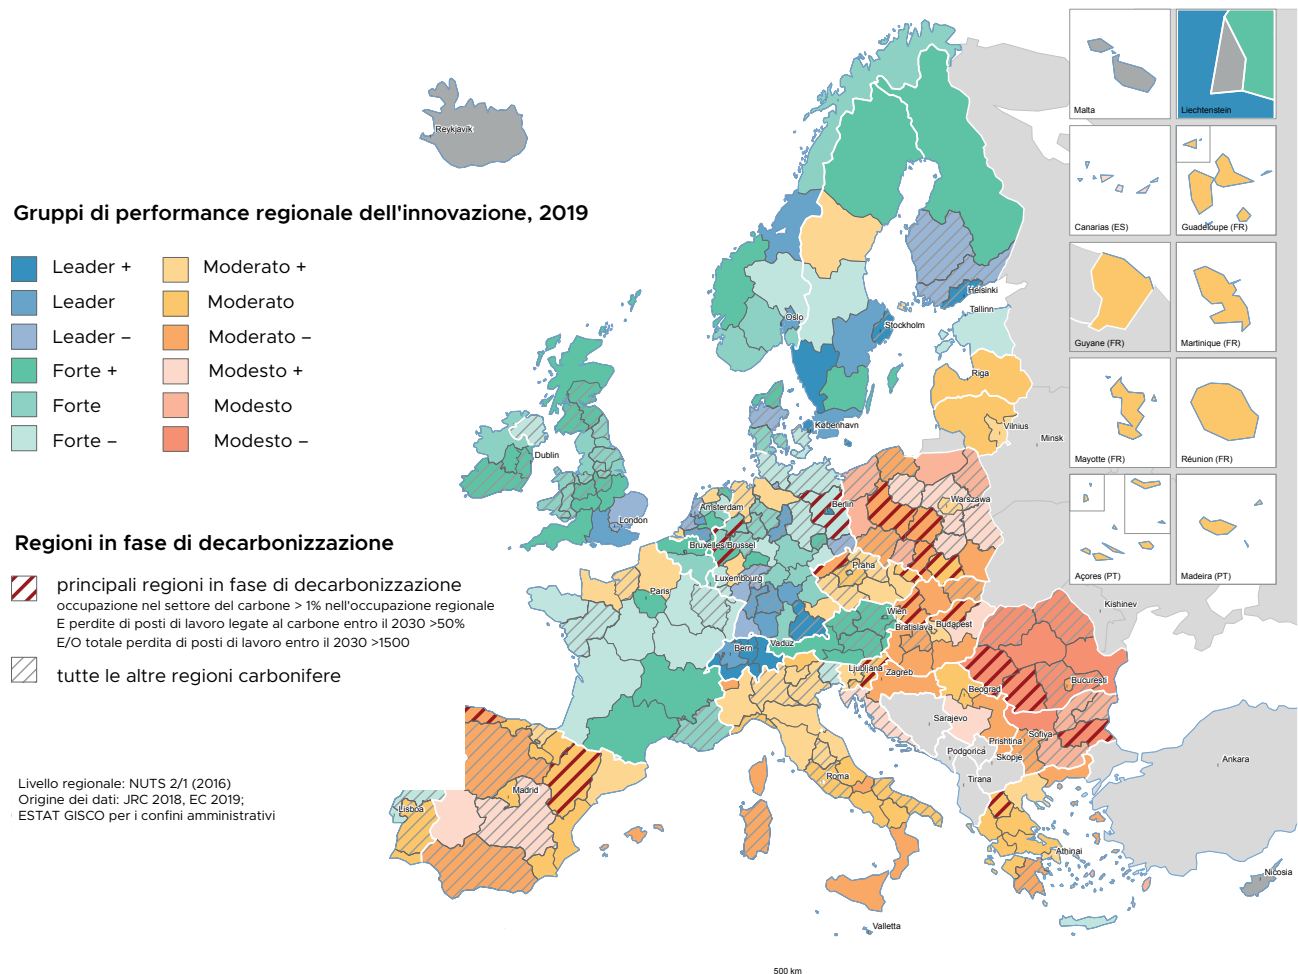 Gruppi di performance regionale dell'innovazione, 2019
Leader +
Leader
Leader –
Forte +
Forte
Forte –
Moderato +
Moderato
Moderato –
Modesto +
Modesto
Modesto –
Regioni in fase di decarbonizzazione
principali regioni in fase di decarbonizzazione
occupazione nel settore del carbone > 1% nell'occupazione regionale
E perdite di posti di lavoro legate al carbone entro il 2030 >50%
E/O totale perdita di posti di lavoro entro il 2030 >1500
tutte le altre regioni carbonifere
Livello regionale: NUTS 2/1 (2016)
Origine dei dati: JRC 2018, EC 2019;
ESTAT GISCO per i confini amministrativi
Reykjavik
Oslo
Helsinki
Tallinn
Stockholm
Riga
København
Vilnius
Minsk
Dublin
London
Amsterdam
Berlin
Warszawa
Bruxelles/Brussel
Praha
Luxembourg
Paris
Kishinev
Wien
Bratislava
Budapest
Bern
Vaduz
Ljubljana
Zagreb
Bucuresti
Beograd
Sarajevo
Prishtina
Sofiya
Podgorica
Skopje
Tirana
Ankara
Roma
Madrid
Lisboa
Athinai
Nicosia
Valletta
500 km
Malta
Liechtenstein
Canarias (ES)
Guadeloupe (FR)
Guyane (FR)
Martinique (FR)
Mayotte (FR)
Réunion (FR)
Açores (PT)
Madeira (PT)